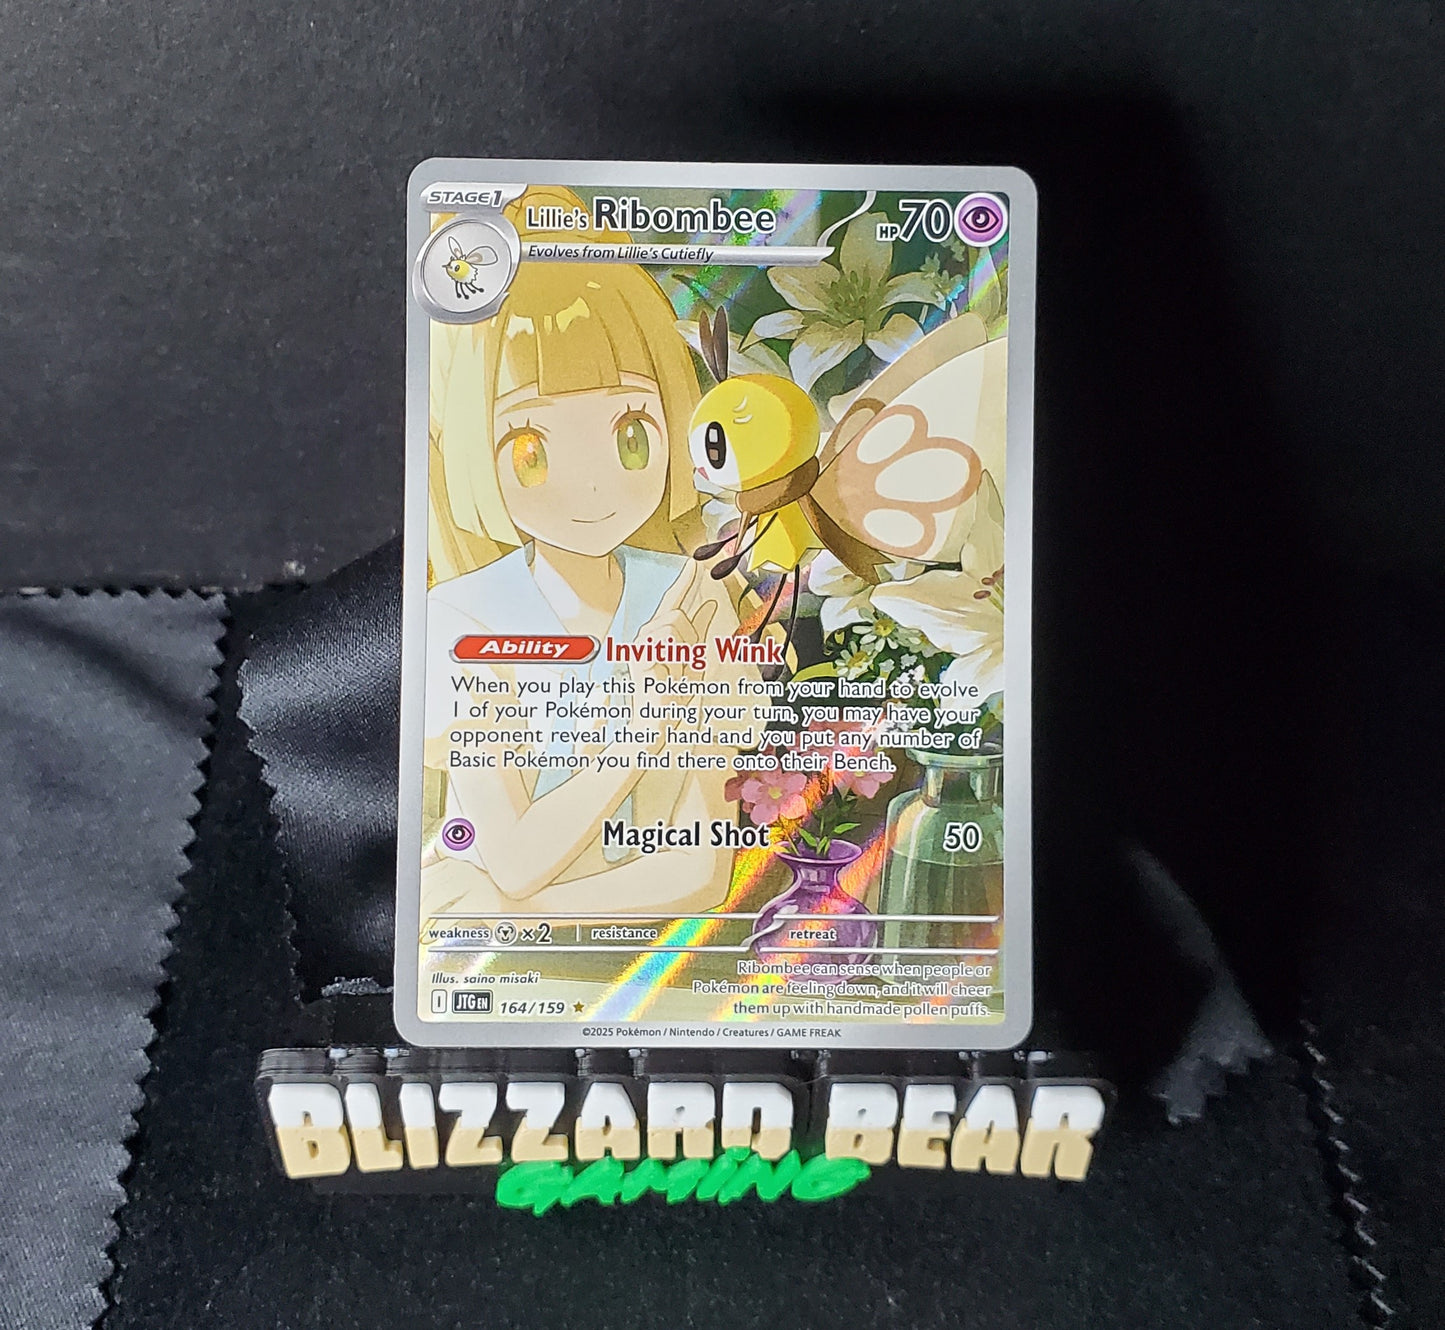 STAGE1
Lillie's Ribombee
HP70
Evolves from Lillie's Cutiefly
Ability Inviting Wink
When you play this Pokémon from your hand to evolve
1 of your Pokémon during your turn, you may have your
opponent reveal their hand and you put any number of
Basic Pokémon you find there onto their Bench.
Magical Shot 50
weakness ×2 resistance retreat
Illus. saino misaki
Ribombee can sense when people or
Pokémon are feeling down, and it will cheer
them up with handmade pollen puffs.
I JTG EN 164/159
©2025 Pokémon / Nintendo / Creatures / GAME FREAK
BLIZZARD BEAR
GAMING